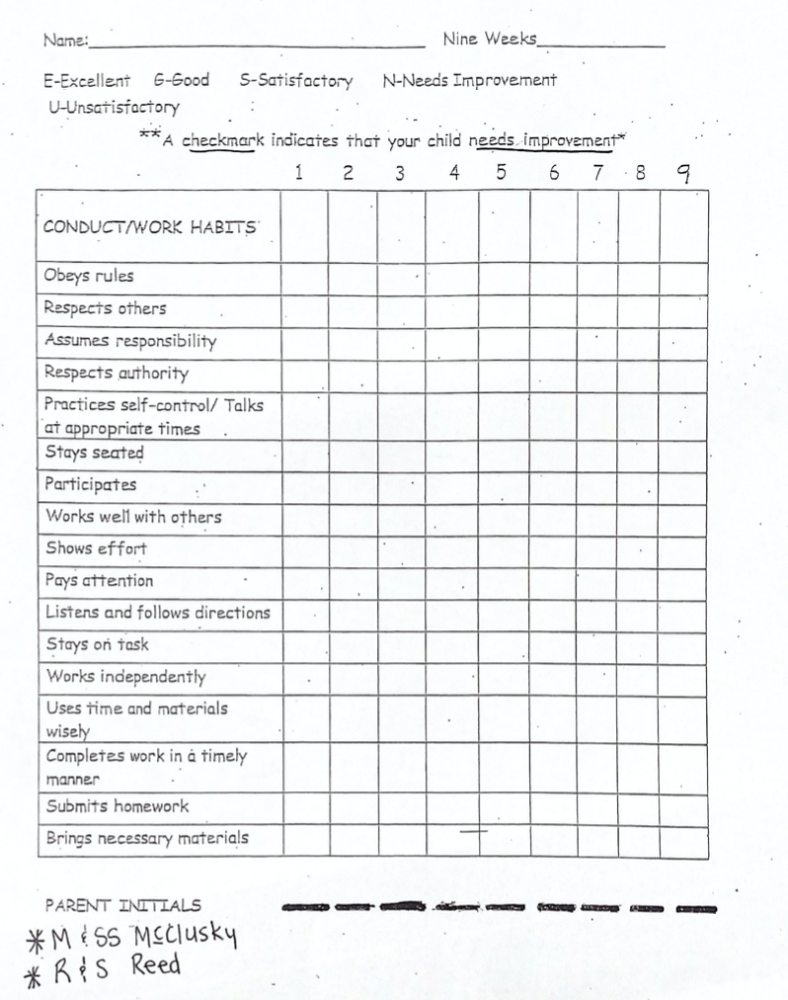 Name:____________________ Nine Weeks__________
E-Excellent G-Good S-Satisfactory N-Needs Improvement
U-Unsatisfactory
**A checkmark indicates that your child needs improvement*
1 2 3 4 5 6 7 8 9
CONDUCT/WORK HABITS
Obeys rules
Respects others
Assumes responsibility
Respects authority
Practices self-control/ Talks
at appropriate times
Stays seated
Participates
Works well with others
Shows effort
Pays attention
Listens and follows directions
Stays on task
Works independently
Uses time and materials
wisely
Completes work in a timely
manner
Submits homework
Brings necessary materials
PARENT INITIALS
* M & SS McClusky
* R & S Reed